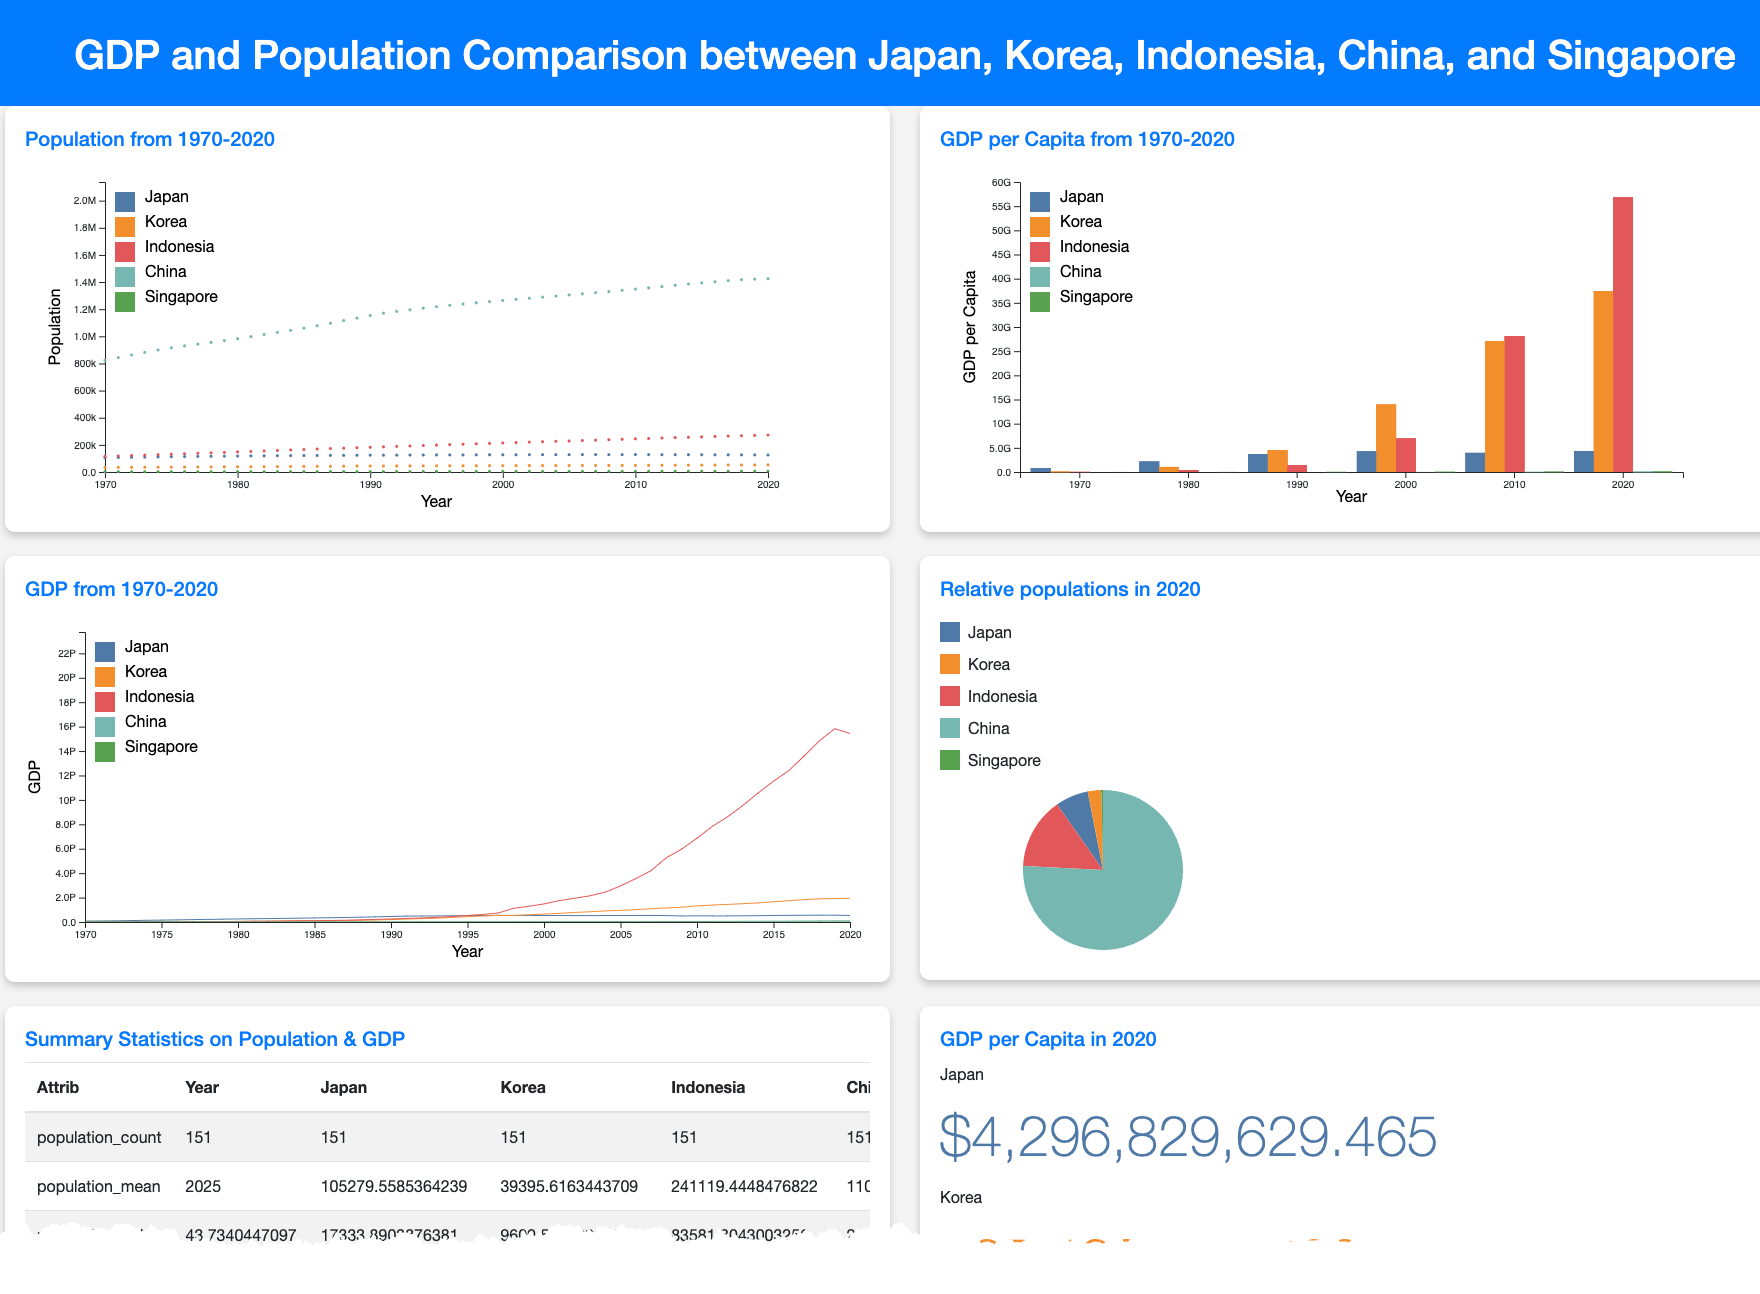 GDP and Population Comparison between Japan, Korea, Indonesia, China, and Singapore
Population from 1970-2020
2.0M
1.8M
1.6M
1.4M
1.2M
1.0M
800k
600k
400k
200k
0.0
Population
Japan
Korea
Indonesia
China
Singapore
1970 1980 1990 2000 2010 2020
Year
GDP per Capita from 1970-2020
60G
55G
50G
45G
40G
35G
30G
25G
20G
15G
10G
5.0G
0.0
GDP per Capita
Japan
Korea
Indonesia
China
Singapore
1970 1980 1990 2000 2010 2020
Year
GDP from 1970-2020
22P
20P
18P
16P
14P
12P
10P
8.0P
6.0P
4.0P
2.0P
0.0
GDP
Japan
Korea
Indonesia
China
Singapore
1970 1975 1980 1985 1990 1995 2000 2005 2010 2015 2020
Year
Relative populations in 2020
Japan
Korea
Indonesia
China
Singapore
Summary Statistics on Population & GDP
Attrib Year Japan Korea Indonesia Chi
population_count 151 151 151 151 151
population_mean 2025 105279.5585364239 39395.6163443709 241119.4448476822 110
43.7340447097
GDP per Capita in 2020
Japan
$4,296,829,629.465
Korea